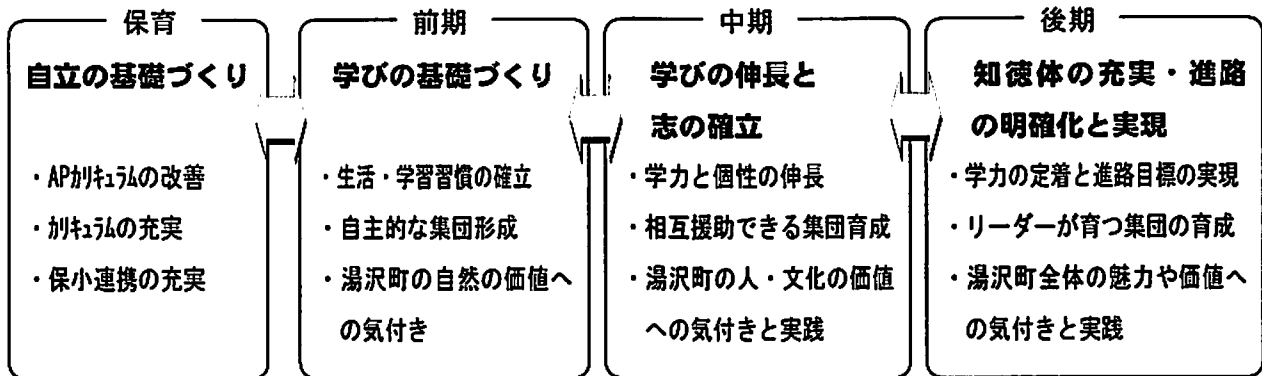 保育
自立の基礎づくり
・APカリキュラムの改善
・カリキュラムの充実
・保小連携の充実
前期
学びの基礎づくり
・生活・学習習慣の確立
・自主的な集団形成
・湯沢町の自然の価値へ
の気付き
中期
学びの伸長と
志の確立
・学力と個性の伸長
・相互援助できる集団育成
・湯沢町の人・文化の価値
への気付きと実践
後期
知徳体の充実・進路
の明確化と実現
・学力の定着と進路目標の実現
・リーダーが育つ集団の育成
・湯沢町全体の魅力や価値へ
の気付きと実践